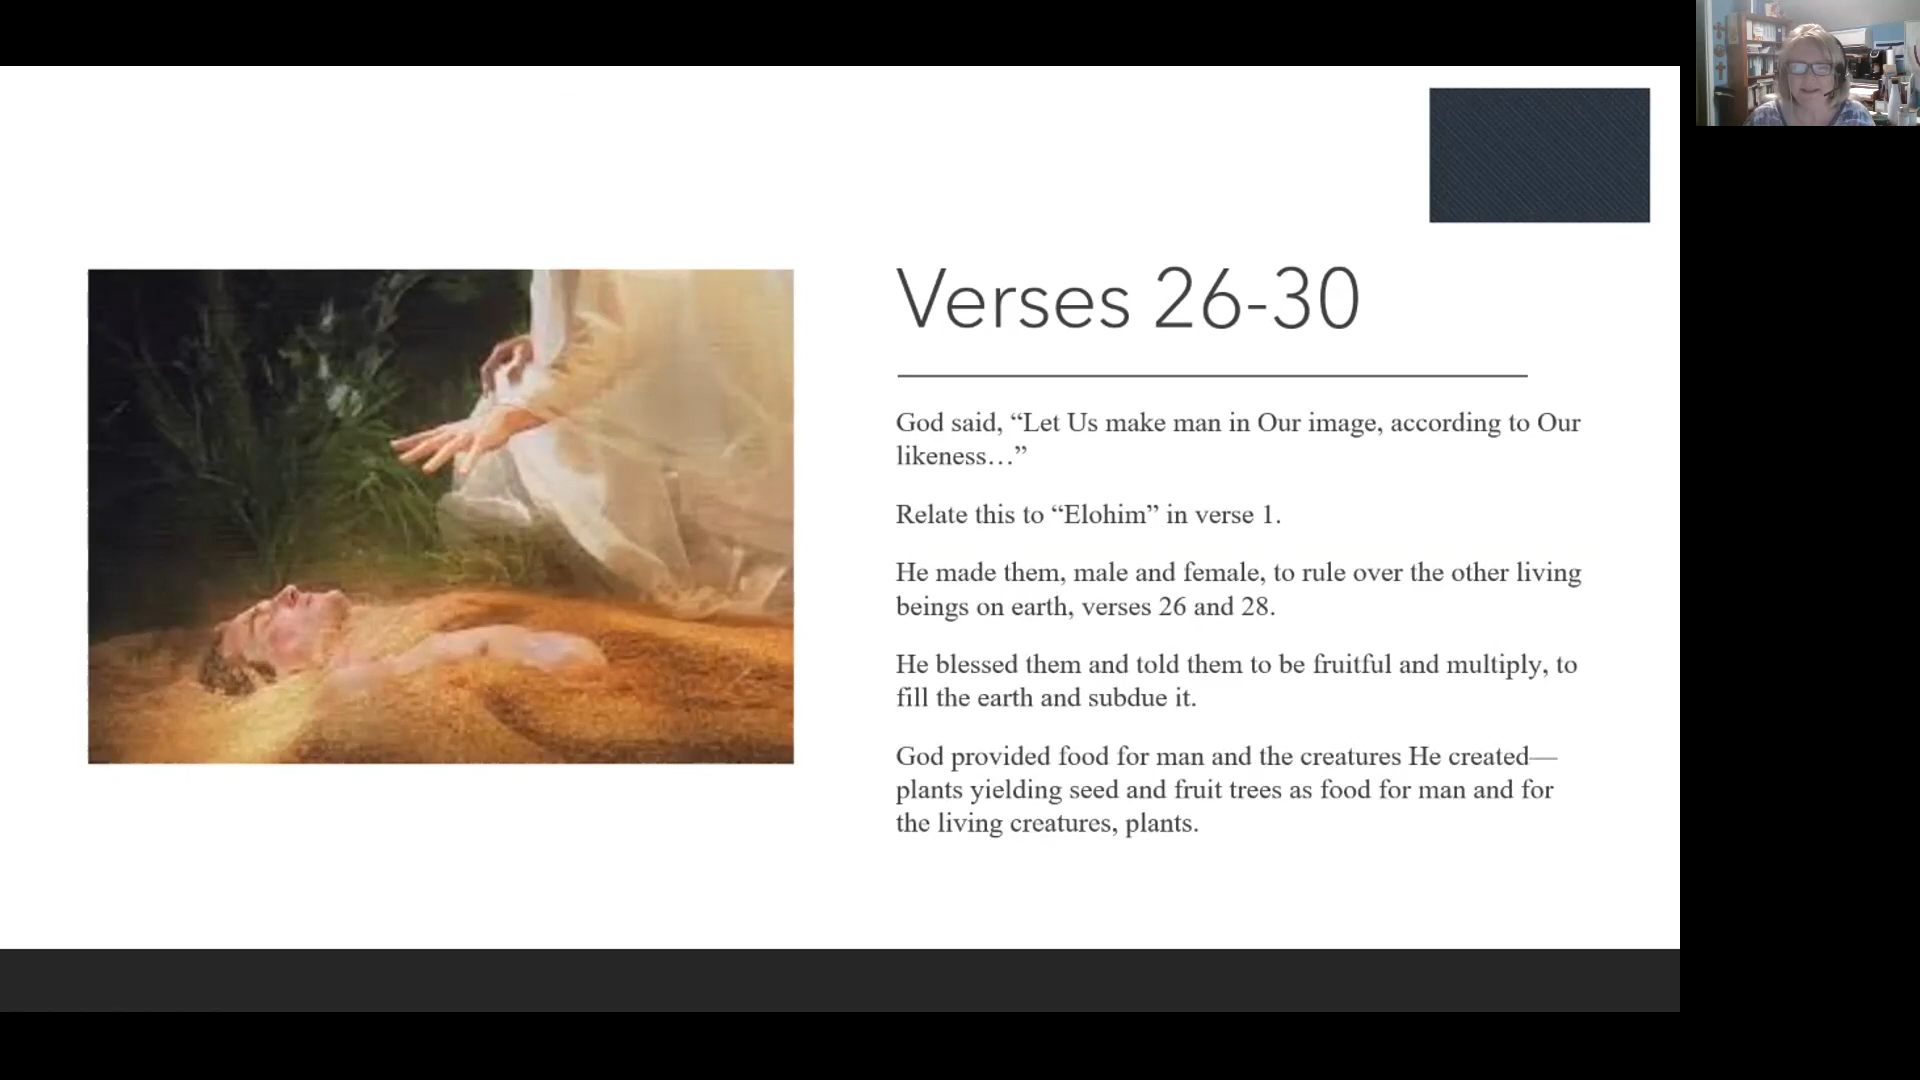 Verses 26-30
God said, “Let Us make man in Our image, according to Our
likeness…”
Relate this to “Elohim” in verse 1.
He made them, male and female, to rule over the other living
beings on earth, verses 26 and 28.
He blessed them and told them to be fruitful and multiply, to
fill the earth and subdue it.
God provided food for man and the creatures He created—
plants yielding seed and fruit trees as food for man and for
the living creatures, plants.